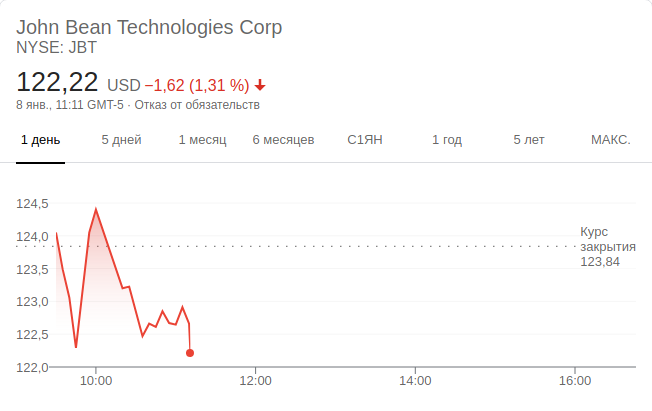 John Bean Technologies Corp
NYSE: JBT
122,22 USD −1,62 (1,31 %)
8 янв., 11:11 GMT-5 · Отказ от обязательств
1 день 5 дней 1 месяц 6 месяцев С1ЯН 1 год 5 лет МАКС.
124,5
124,0
123,5
123,0
122,5
122,0
Курс
закрытия
123,84
10:00 12:00 14:00 16:00